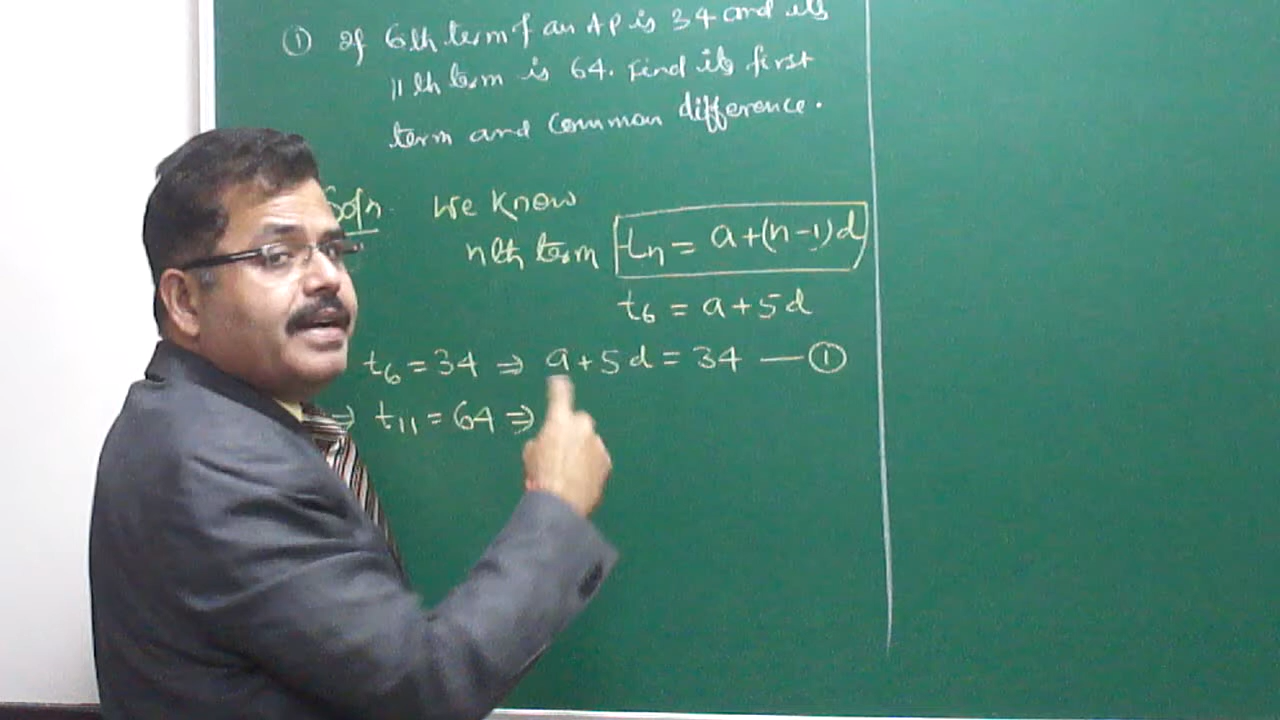 ① If 6th term of an AP is 34 and its
11th term is 64. Find its first
term and common difference.
Soln. We know
nth term tn = a+(n-1)d
t6 = a+5d
t6 = 34 ⇒ a+5d = 34 — ①
⇒ t11 = 64 ⇒